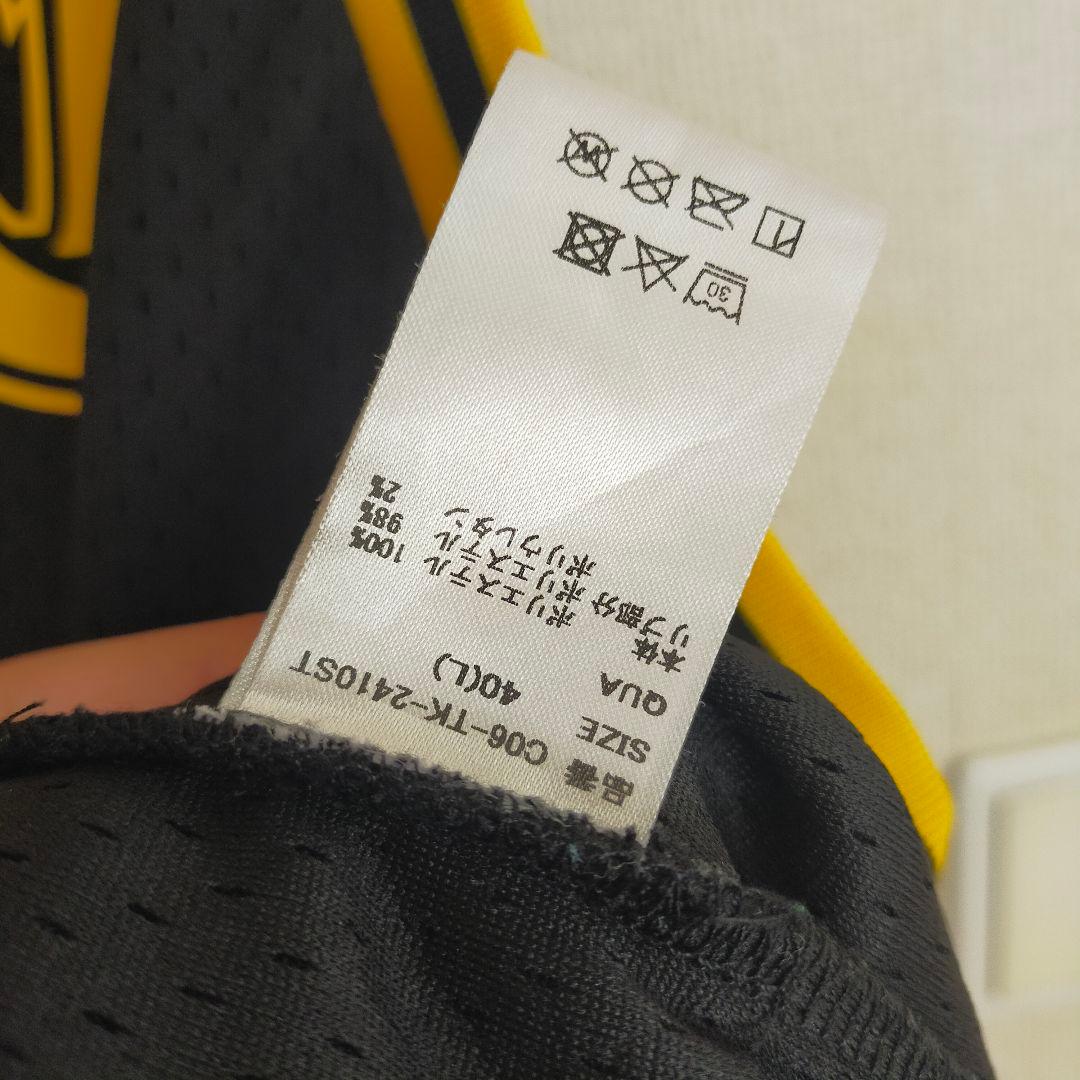 品番 C06-TK-2410ST
SIZE 40(L)
QUA
本体 ポリエステル 100%
リブ部分 ポリエステル 98%
ポリウレタン 2%
30
W